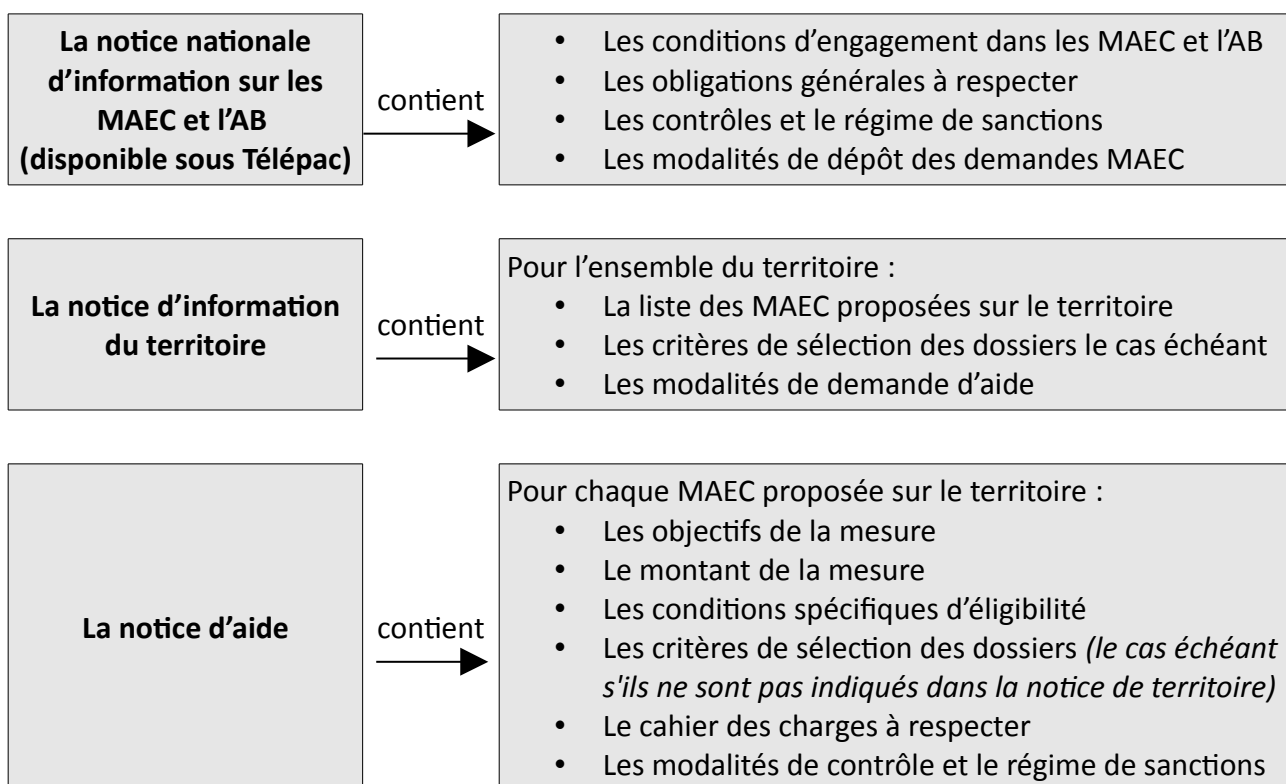 La notice nationale
d'information sur les
MAEC et l'AB
(disponible sous Télépac)
contient
• Les conditions d'engagement dans les MAEC et l'AB
• Les obligations générales à respecter
• Les contrôles et le régime de sanctions
• Les modalités de dépôt des demandes MAEC
La notice d'information
du territoire
contient
Pour l'ensemble du territoire :
• La liste des MAEC proposées sur le territoire
• Les critères de sélection des dossiers le cas échéant
• Les modalités de demande d'aide
La notice d'aide
contient
Pour chaque MAEC proposée sur le territoire :
• Les objectifs de la mesure
• Le montant de la mesure
• Les conditions spécifiques d'éligibilité
• Les critères de sélection des dossiers (le cas échéant
s'ils ne sont pas indiqués dans la notice de territoire)
• Le cahier des charges à respecter
• Les modalités de contrôle et le régime de sanctions